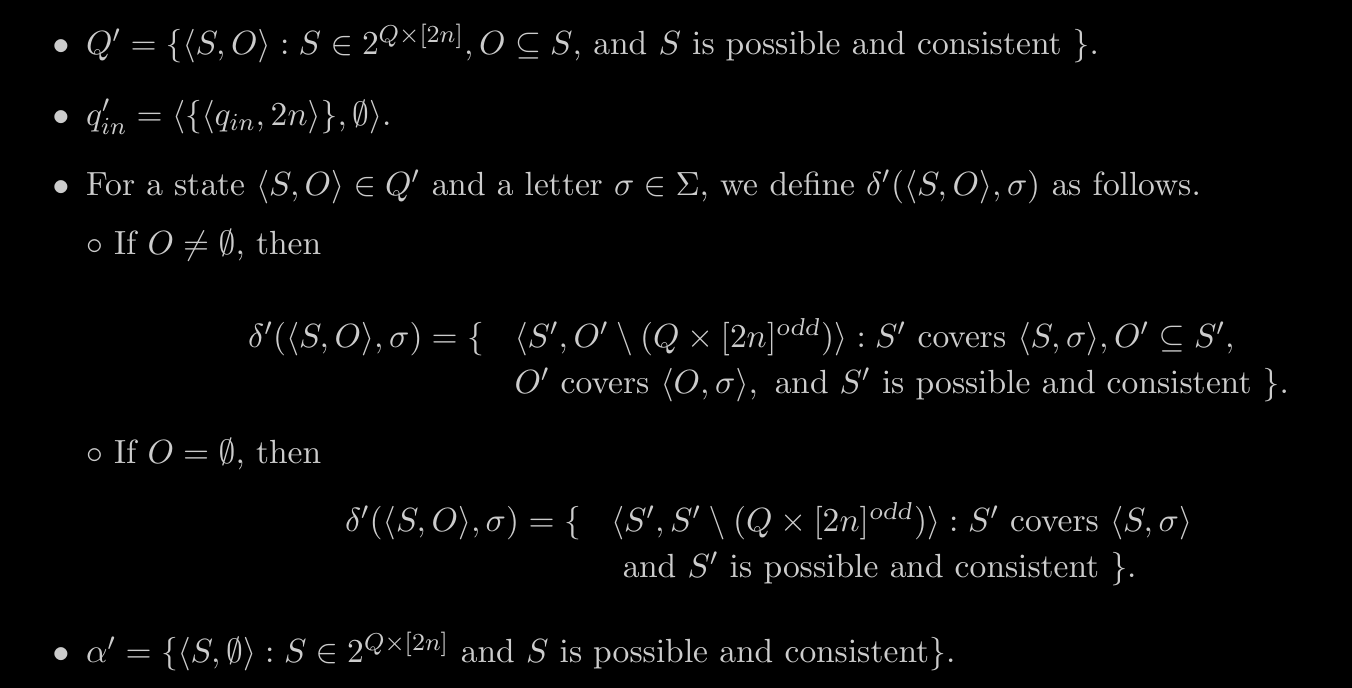 • Q′ = {⟨S, O⟩ : S ∈ 2^{Q×[2n]}, O ⊆ S, and S is possible and consistent }.
• q′_{in} = ⟨{⟨q_{in}, 2n⟩}, ∅⟩.
• For a state ⟨S, O⟩ ∈ Q′ and a letter σ ∈ Σ, we define δ′(⟨S, O⟩, σ) as follows.
○ If O ≠ ∅, then
δ′(⟨S, O⟩, σ) = { ⟨S′, O′ \ (Q × [2n]^{odd})⟩ : S′ covers ⟨S, σ⟩, O′ ⊆ S′,
O′ covers ⟨O, σ⟩, and S′ is possible and consistent }.
○ If O = ∅, then
δ′(⟨S, O⟩, σ) = { ⟨S′, S′ \ (Q × [2n]^{odd})⟩ : S′ covers ⟨S, σ⟩
and S′ is possible and consistent }.
• α′ = {⟨S, ∅⟩ : S ∈ 2^{Q×[2n]} and S is possible and consistent}.